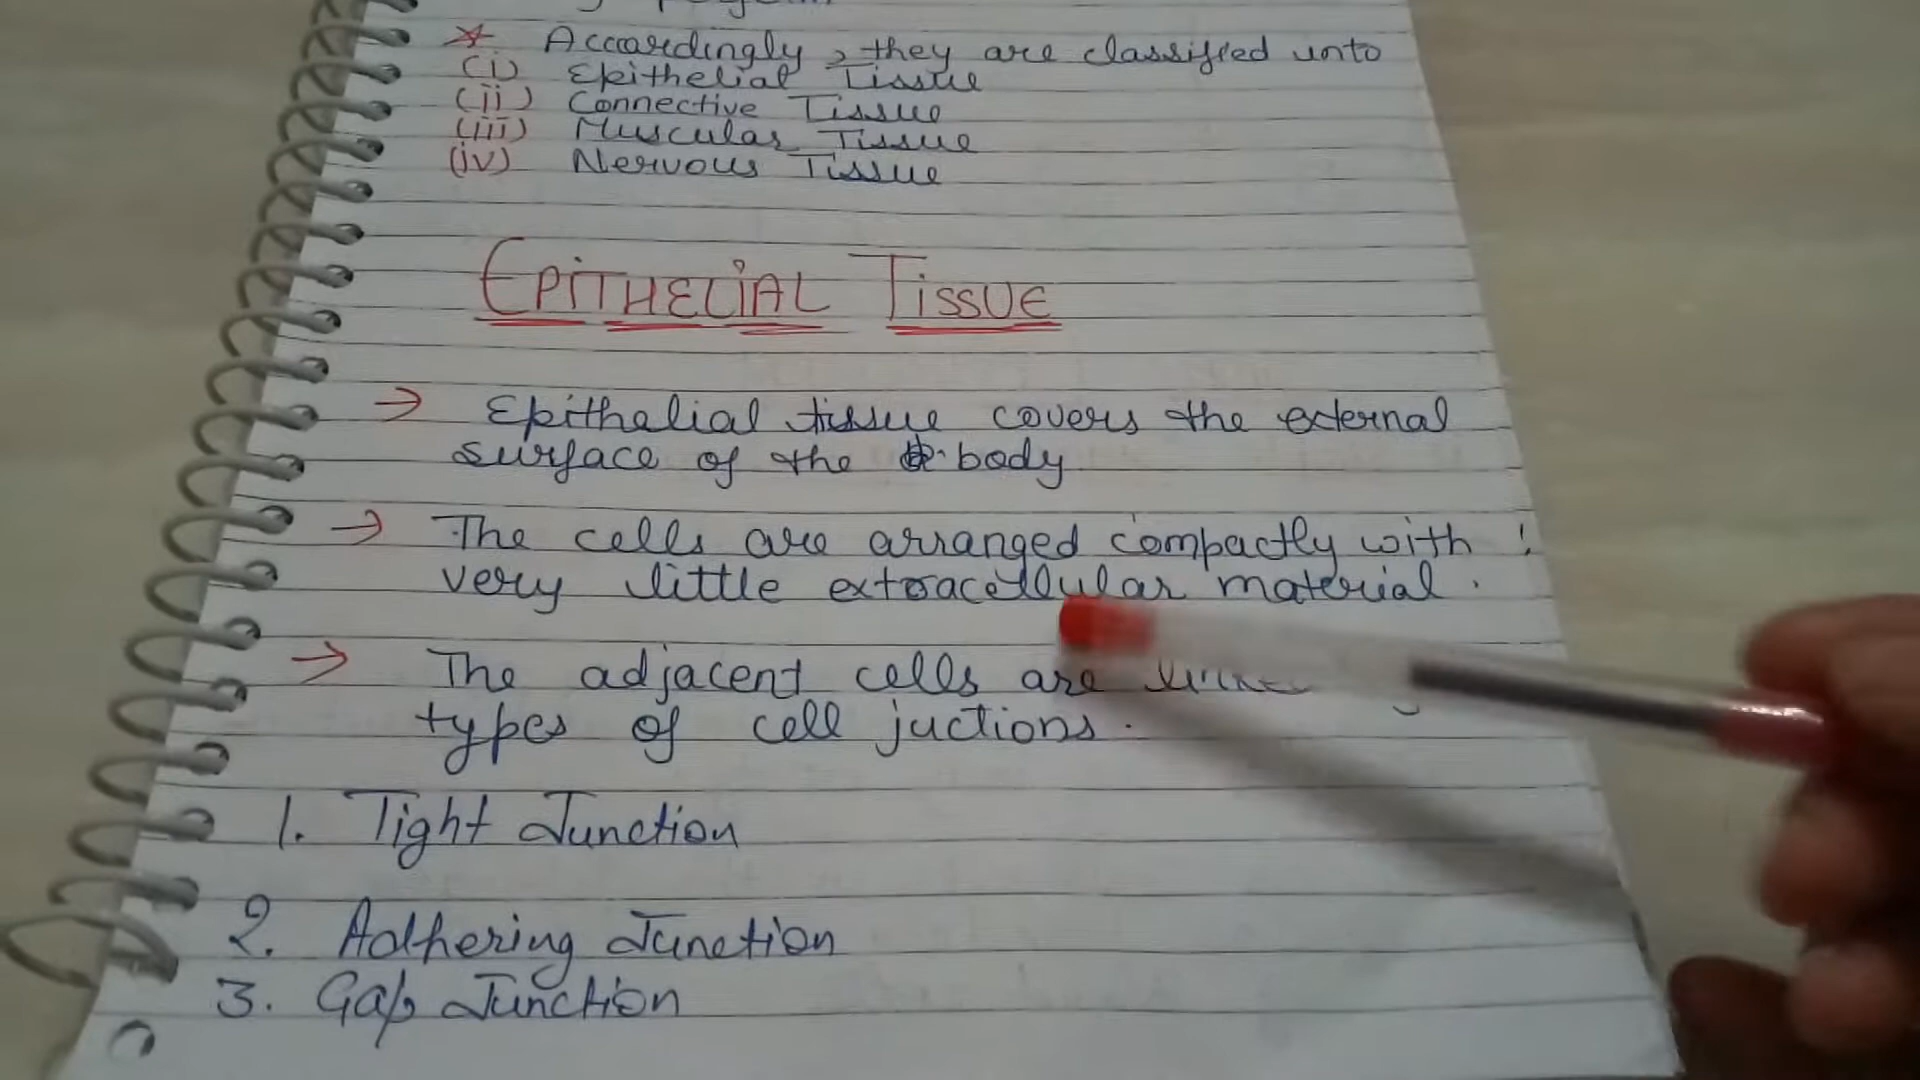 * Accordingly, they are classified unto
(i) Epithelial Tissue
(ii) Connective Tissue
(iii) Muscular Tissue
(iv) Nervous Tissue
EPITHELIAL TISSUE
→ Epithelial tissue covers the external
surface of the body
→ The cells are arranged compactly with
very little extracellular material.
→ The adjacent cells are
types of cell juctions.
1. Tight Junction
2. Adhering Junction
3. Gap Junction